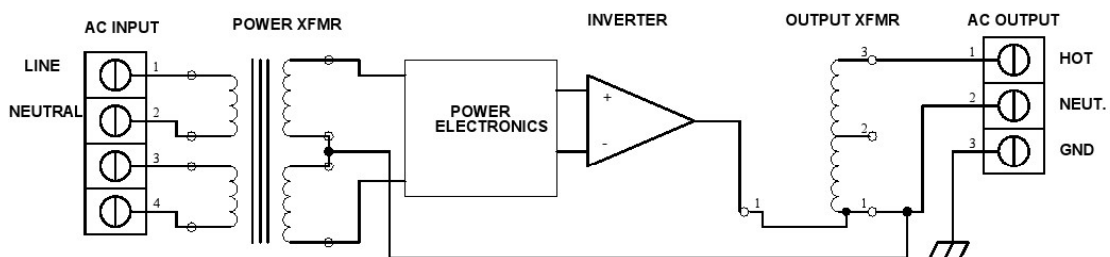 AC INPUT
POWER XFMR
INVERTER
OUTPUT XFMR
AC OUTPUT
LINE
1
3
1
HOT
NEUTRAL
2
POWER
ELECTRONICS
+
-
2
2
NEUT.
3
3
GND
4
1
1